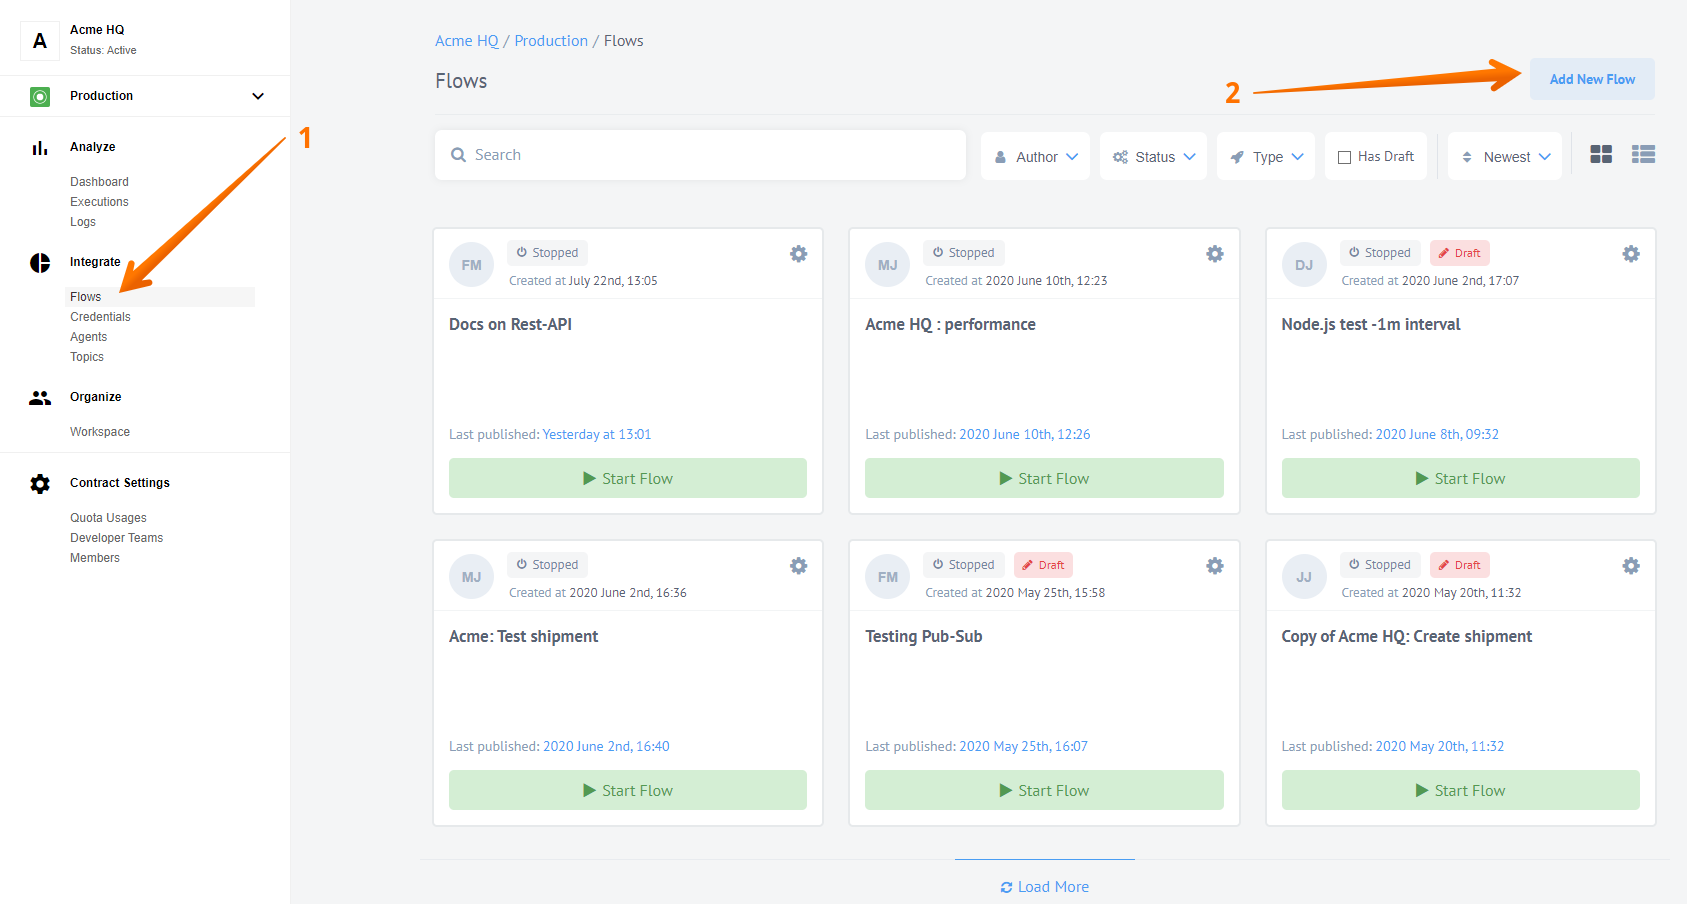 A
Acme HQ
Status: Active
Production
Analyze
Dashboard
Executions
Logs
Integrate
Flows
Credentials
Agents
Topics
Organize
Workspace
Contract Settings
Quota Usages
Developer Teams
Members
1
Acme HQ / Production / Flows
Flows
2
Add New Flow
Search
Author
Status
Type
Has Draft
Newest
FM
Stopped
Created at July 22nd, 13:05
Docs on Rest-API
Last published: Yesterday at 13:01
Start Flow
MJ
Stopped
Created at 2020 June 10th, 12:23
Acme HQ : performance
Last published: 2020 June 10th, 12:26
Start Flow
DJ
Stopped
Draft
Created at 2020 June 2nd, 17:07
Node.js test -1m interval
Last published: 2020 June 8th, 09:32
Start Flow
MJ
Stopped
Created at 2020 June 2nd, 16:36
Acme: Test shipment
Last published: 2020 June 2nd, 16:40
Start Flow
FM
Stopped
Draft
Created at 2020 May 25th, 15:58
Testing Pub-Sub
Last published: 2020 May 25th, 16:07
Start Flow
JJ
Stopped
Draft
Created at 2020 May 20th, 11:32
Copy of Acme HQ: Create shipment
Last published: 2020 May 20th, 11:32
Start Flow
Load More